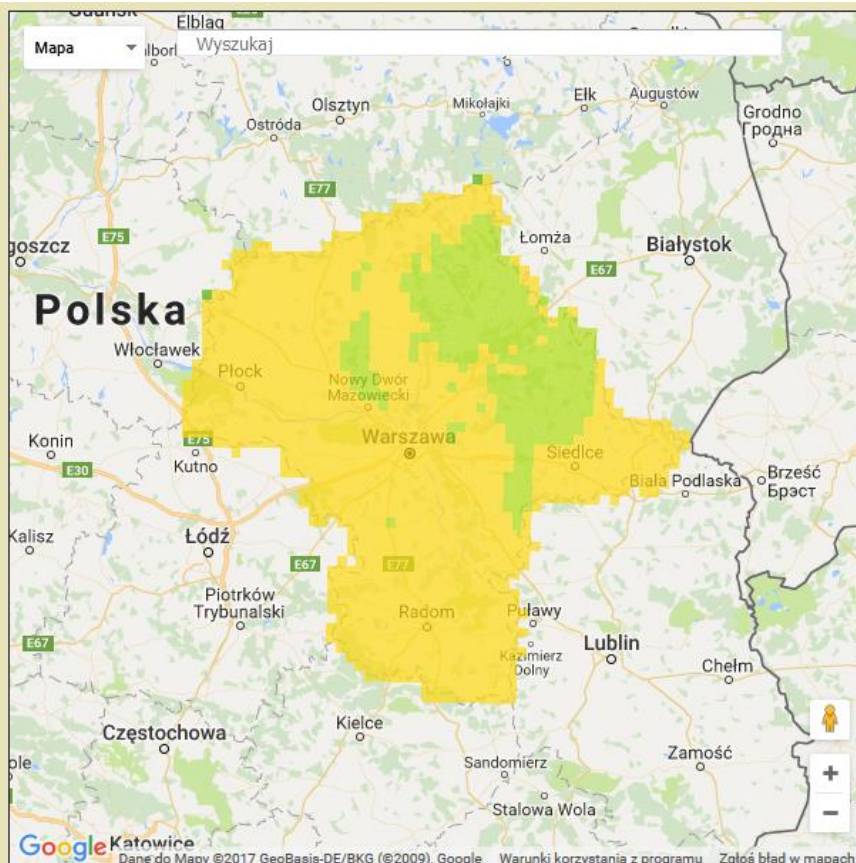 Elbląg
Mapa
Wyszukaj
Olsztyn
Mikołajki
Ełk
Augustów
Ostróda
Grodno
Гродна
E77
E75
Łomża
Białystok
E67
Polska
Włocławek
Płock
Nowy Dwór
Mazowiecki
Konin
E75
Warszawa
Kutno
Siedlce
E30
Biała Podlaska
Brześć
Брэст
Kalisz
Łódź
E67
E77
Piotrków
Trybunalski
Radom
Puławy
E67
Lublin
Kazimierz
Dolny
Chełm
Częstochowa
Kielce
Sandomierz
Zamość
Stalowa Wola
Google
Katowice
Dane do Mapy ©2017 GeoBasis-DE/BKG (©2009), Google
Warunki korzystania z programu
Zgłoś błąd w mapach